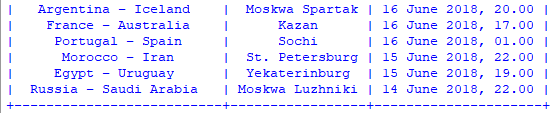 |   Argentina – Iceland    |  Moskwa Spartak | 16 June 2018, 20.00 |
|    France – Australia    |      Kazan      | 16 June 2018, 17.00 |
|     Portugal – Spain     |      Sochi      | 16 June 2018, 01.00 |
|      Morocco – Iran      |  St. Petersburg | 15 June 2018, 22.00 |
|     Egypt – Uruguay      |  Yekaterinburg  | 15 June 2018, 19.00 |
|  Russia – Saudi Arabia   | Moskwa Luzhniki | 14 June 2018, 22.00 |
+--------------------------+-----------------+---------------------+